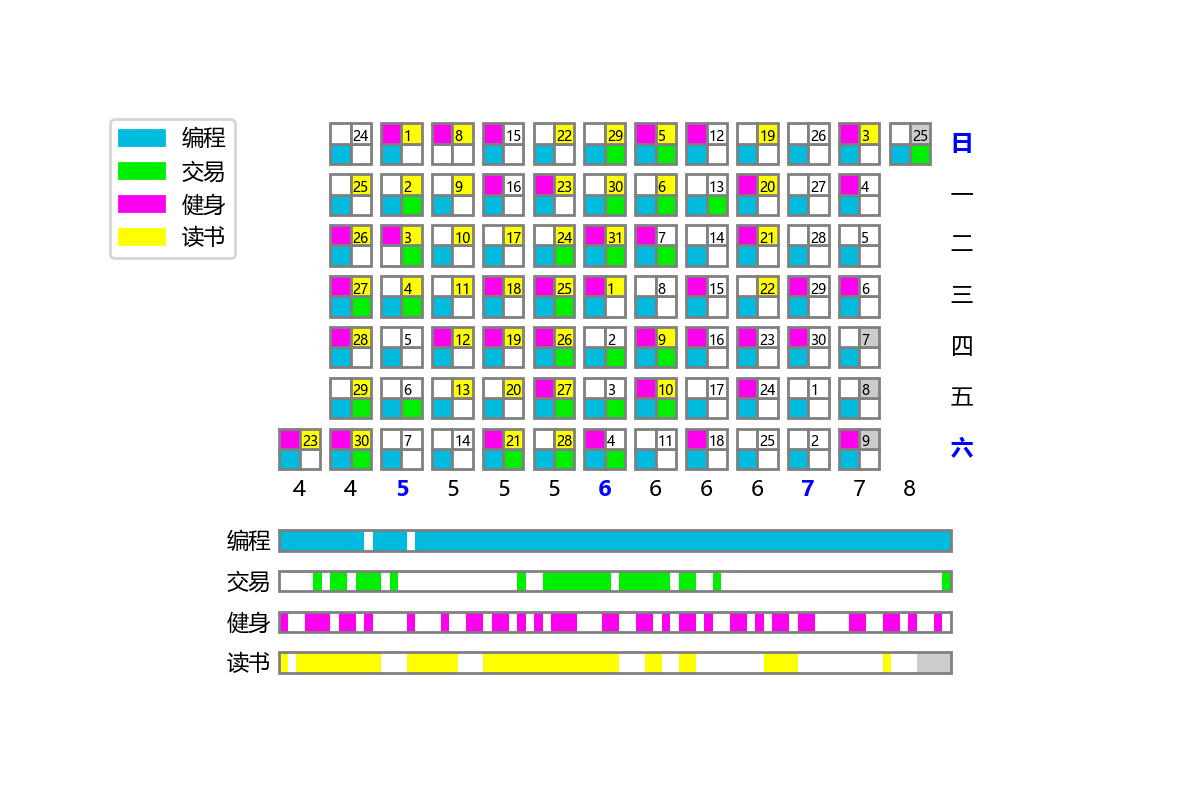 编程
交易
健身
读书
24 1 8 15 22 29 5 12 19 26 3 25 日
25 2 9 16 23 30 6 13 20 27 4 一
26 3 10 17 24 31 7 14 21 28 5 二
27 4 11 18 25 1 8 15 22 29 6 三
28 5 12 19 26 2 9 16 23 30 7 四
29 6 13 20 27 3 10 17 24 1 8 五
23 30 7 14 21 28 4 11 18 25 2 9 六
4 4 5 5 5 5 6 6 6 6 7 7 8
编程
交易
健身
读书